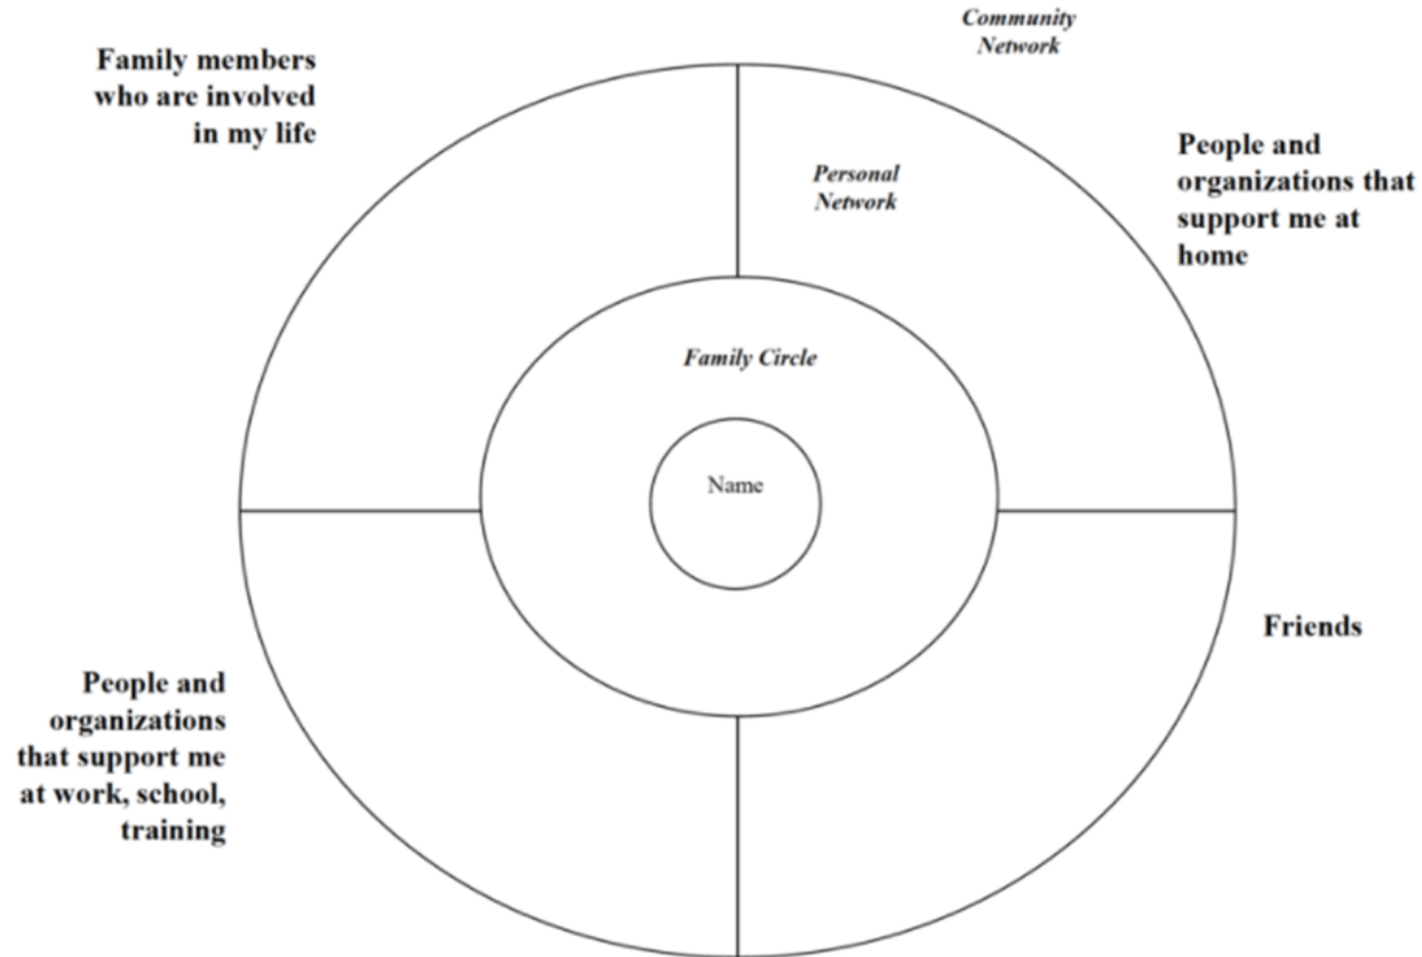 Community
Network
Family members
who are involved
in my life
People and
organizations that
support me at
home
Personal
Network
Family Circle
Name
Friends
People and
organizations
that support me
at work, school,
training